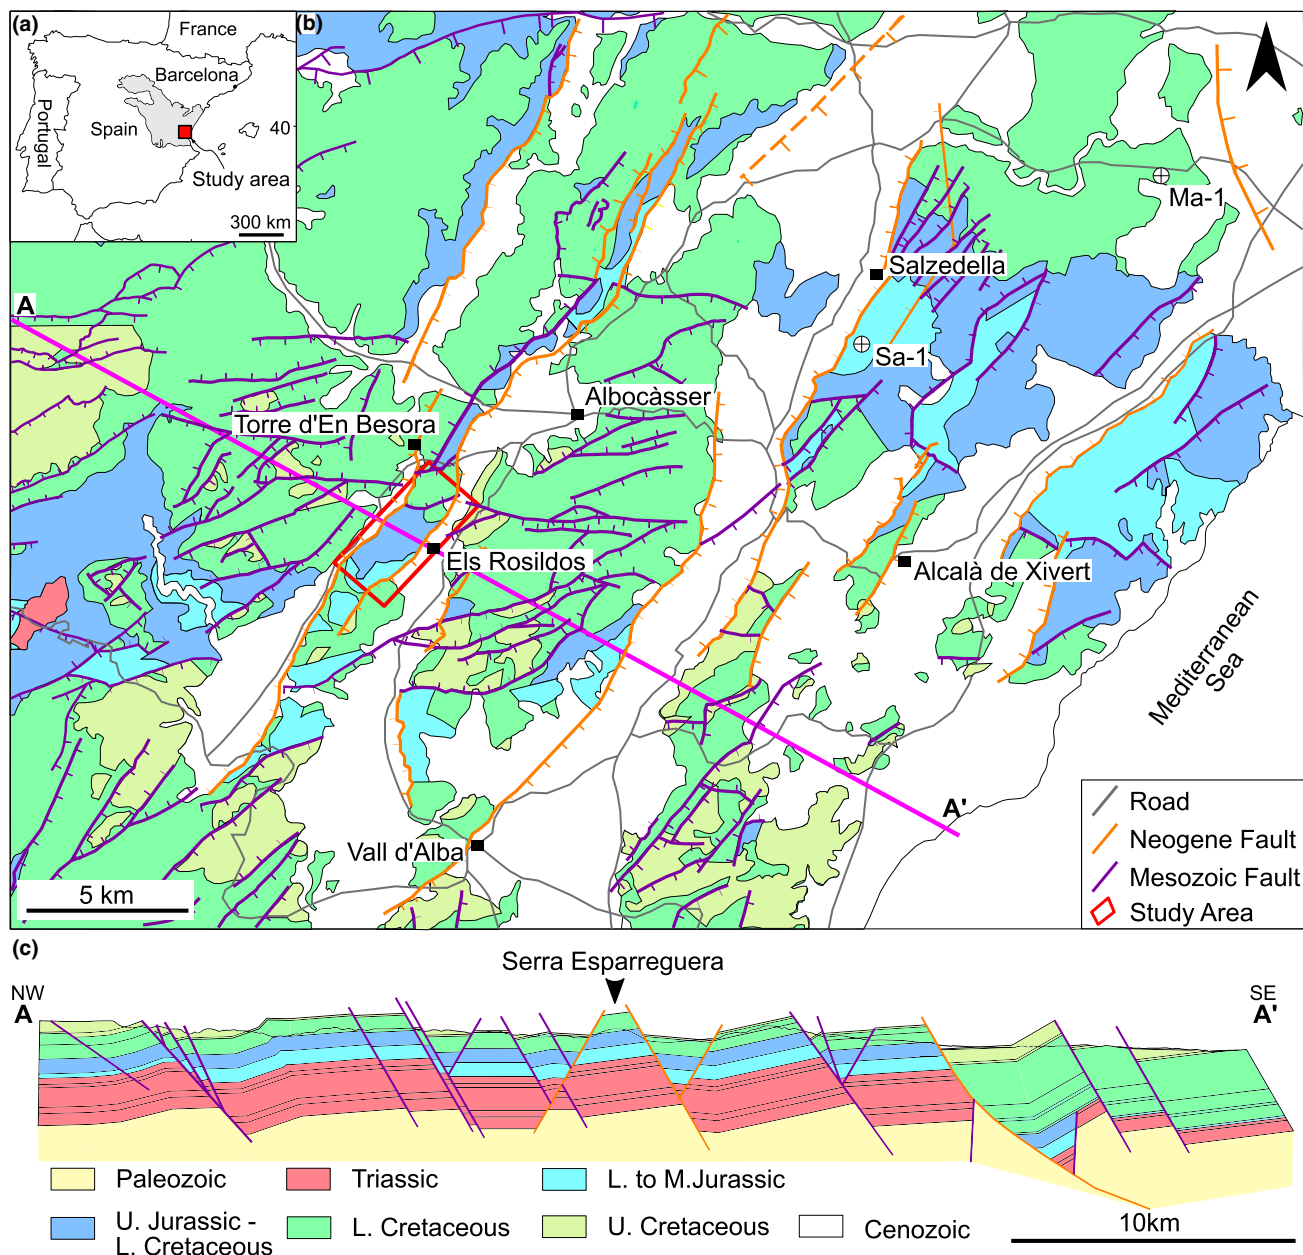 (a)
France
Barcelona
Portugal
Spain
40
Study area
300 km
(b)
Ma-1
Salzedella
A
Sa-1
Albocàsser
Torre d'En Besora
Els Rosildos
Alcalà de Xivert
Mediterranean
Sea
A'
Vall d'Alba
5 km
Road
Neogene Fault
Mesozoic Fault
Study Area
(c)
Serra Esparreguera
NW
A
SE
A'
Paleozoic
Triassic
L. to M.Jurassic
U. Jurassic -
L. Cretaceous
L. Cretaceous
U. Cretaceous
Cenozoic
10km